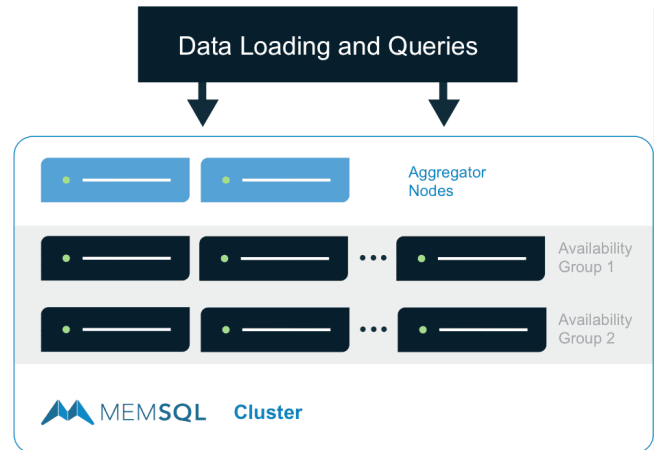 Data Loading and Queries
Aggregator
Nodes
Availability
Group 1
Availability
Group 2
MEMSQL Cluster